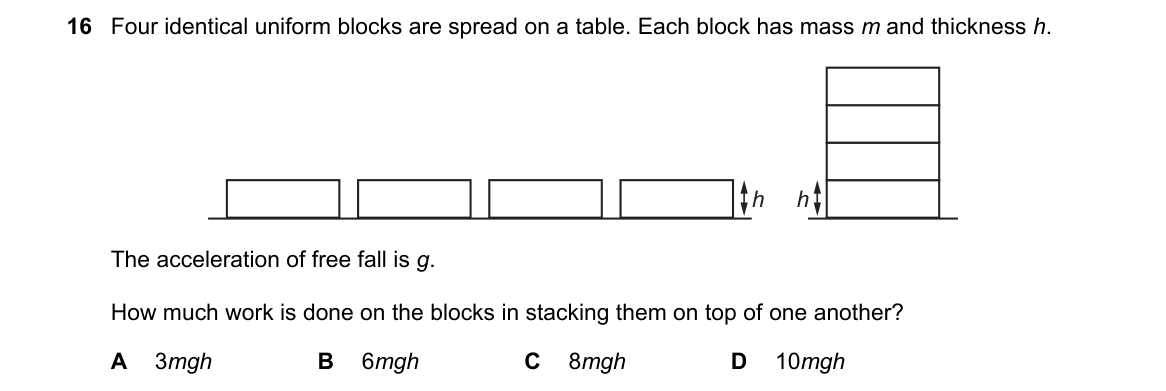 16 Four identical uniform blocks are spread on a table. Each block has mass m and thickness h.
h h
The acceleration of free fall is g.
How much work is done on the blocks in stacking them on top of one another?
A 3mgh B 6mgh C 8mgh D 10mgh